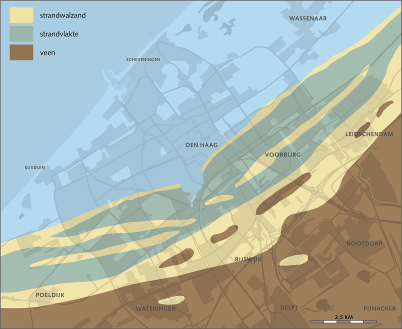 strandwalzand
strandvlakte
veen
WASSENAAR
SCHEVENINGEN
LEIDSCHENDAM
DEN HAAG
VOORBURG
KIJKDUIN
NOOTDORP
RIJSWIJK
POELDIJK
WATERINGEN
DELFT
PIJNACKER
2,5 KM